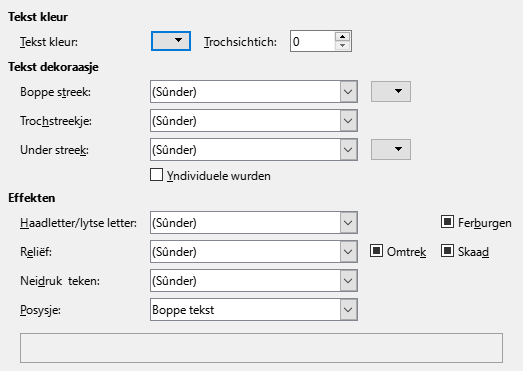 Tekst kleur
Tekst kleur: Trochsichtich: 0
Tekst dekoraasje
Boppe streek: (Sûnder)
Trochstreekje: (Sûnder)
Under streek: (Sûnder)
Yndividuele wurden
Effekten
Haadletter/lytse letter: (Sûnder) Ferburgen
Reliëf: (Sûnder) Omtrek Skaad
Neidruk teken: (Sûnder)
Posysje: Boppe tekst